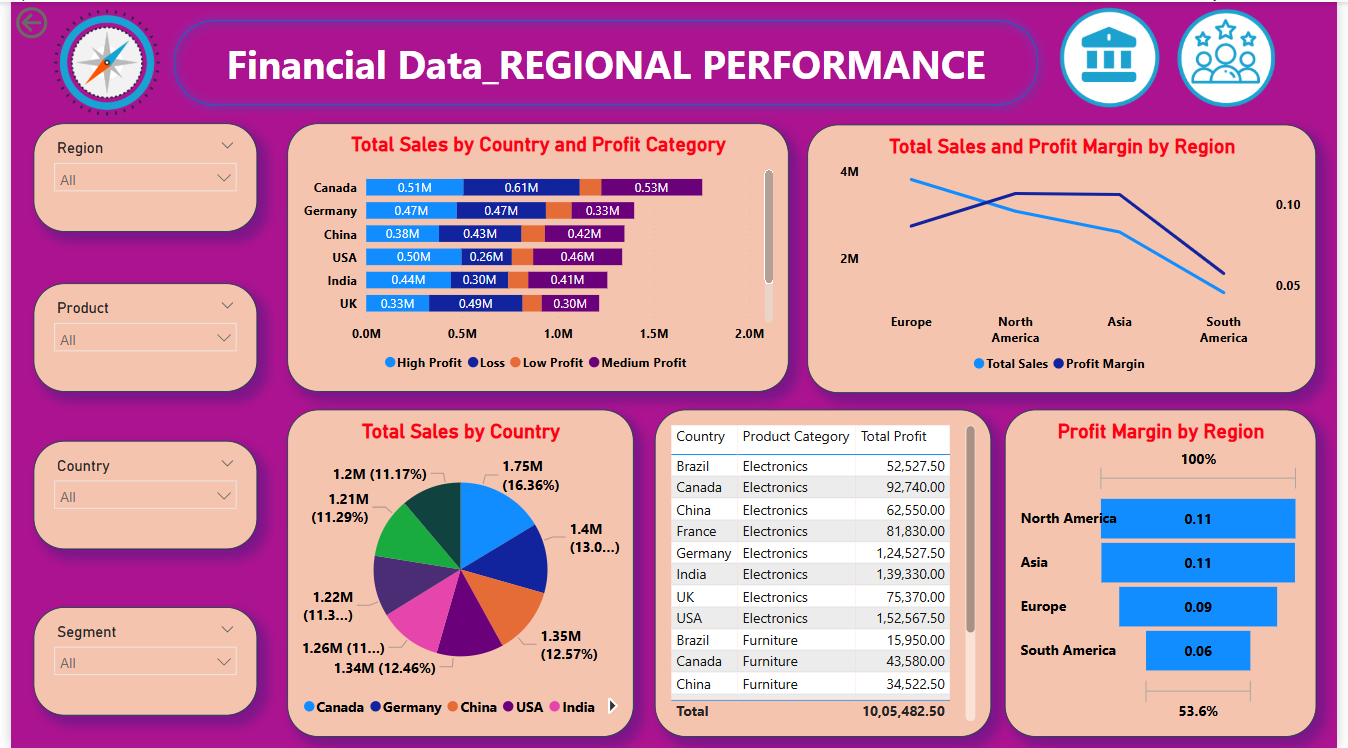 Financial Data_REGIONAL PERFORMANCE
Region
All
Product
All
Country
All
Segment
All
Total Sales by Country and Profit Category
Canada 0.51M 0.61M 0.53M
Germany 0.47M 0.47M 0.33M
China 0.38M 0.43M 0.42M
USA 0.50M 0.26M 0.46M
India 0.44M 0.30M 0.41M
UK 0.33M 0.49M 0.30M
0.0M 0.5M 1.0M 1.5M 2.0M
High Profit Loss Low Profit Medium Profit
Total Sales and Profit Margin by Region
4M
0.10
2M
0.05
Europe North America Asia South America
Total Sales Profit Margin
Total Sales by Country
1.75M
(16.36%)
1.4M
(13.0...)
1.35M
(12.57%)
1.34M (12.46%)
1.26M (11...)
1.22M
(11.3...)
1.21M
(11.29%)
1.2M (11.17%)
Canada Germany China USA India
Country Product Category Total Profit
Brazil Electronics 52,527.50
Canada Electronics 92,740.00
China Electronics 62,550.00
France Electronics 81,830.00
Germany Electronics 1,24,527.50
India Electronics 1,39,330.00
UK Electronics 75,370.00
USA Electronics 1,52,567.50
Brazil Furniture 15,950.00
Canada Furniture 43,580.00
China Furniture 34,522.50
Total 10,05,482.50
Profit Margin by Region
100%
North America 0.11
Asia 0.11
Europe 0.09
South America 0.06
53.6%